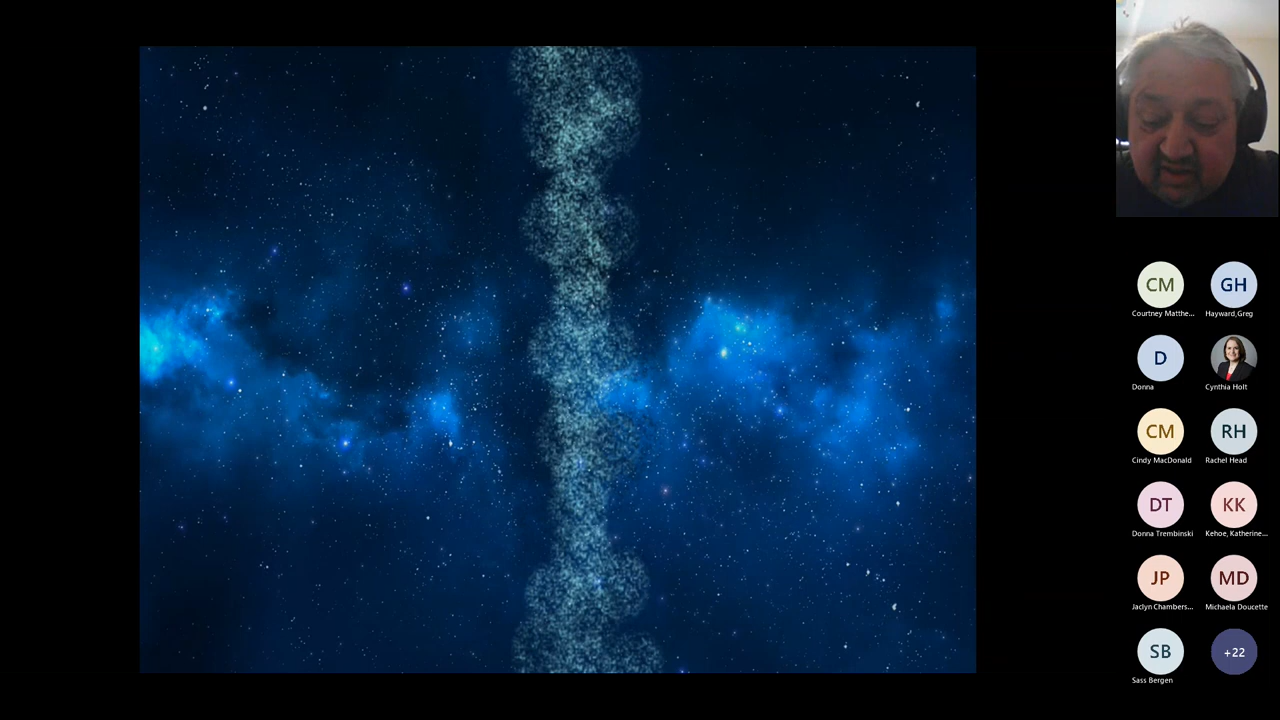 CM
GH
Courtney Matthe...
Hayward,Greg
D
Donna
Cynthia Holt
CM
RH
Cindy MacDonald
Rachel Head
DT
KK
Donna Trembinski
Kehoe, Katherine...
JP
MD
Jaclyn Chambers...
Michaela Doucette
SB
+22
Sass Bergen